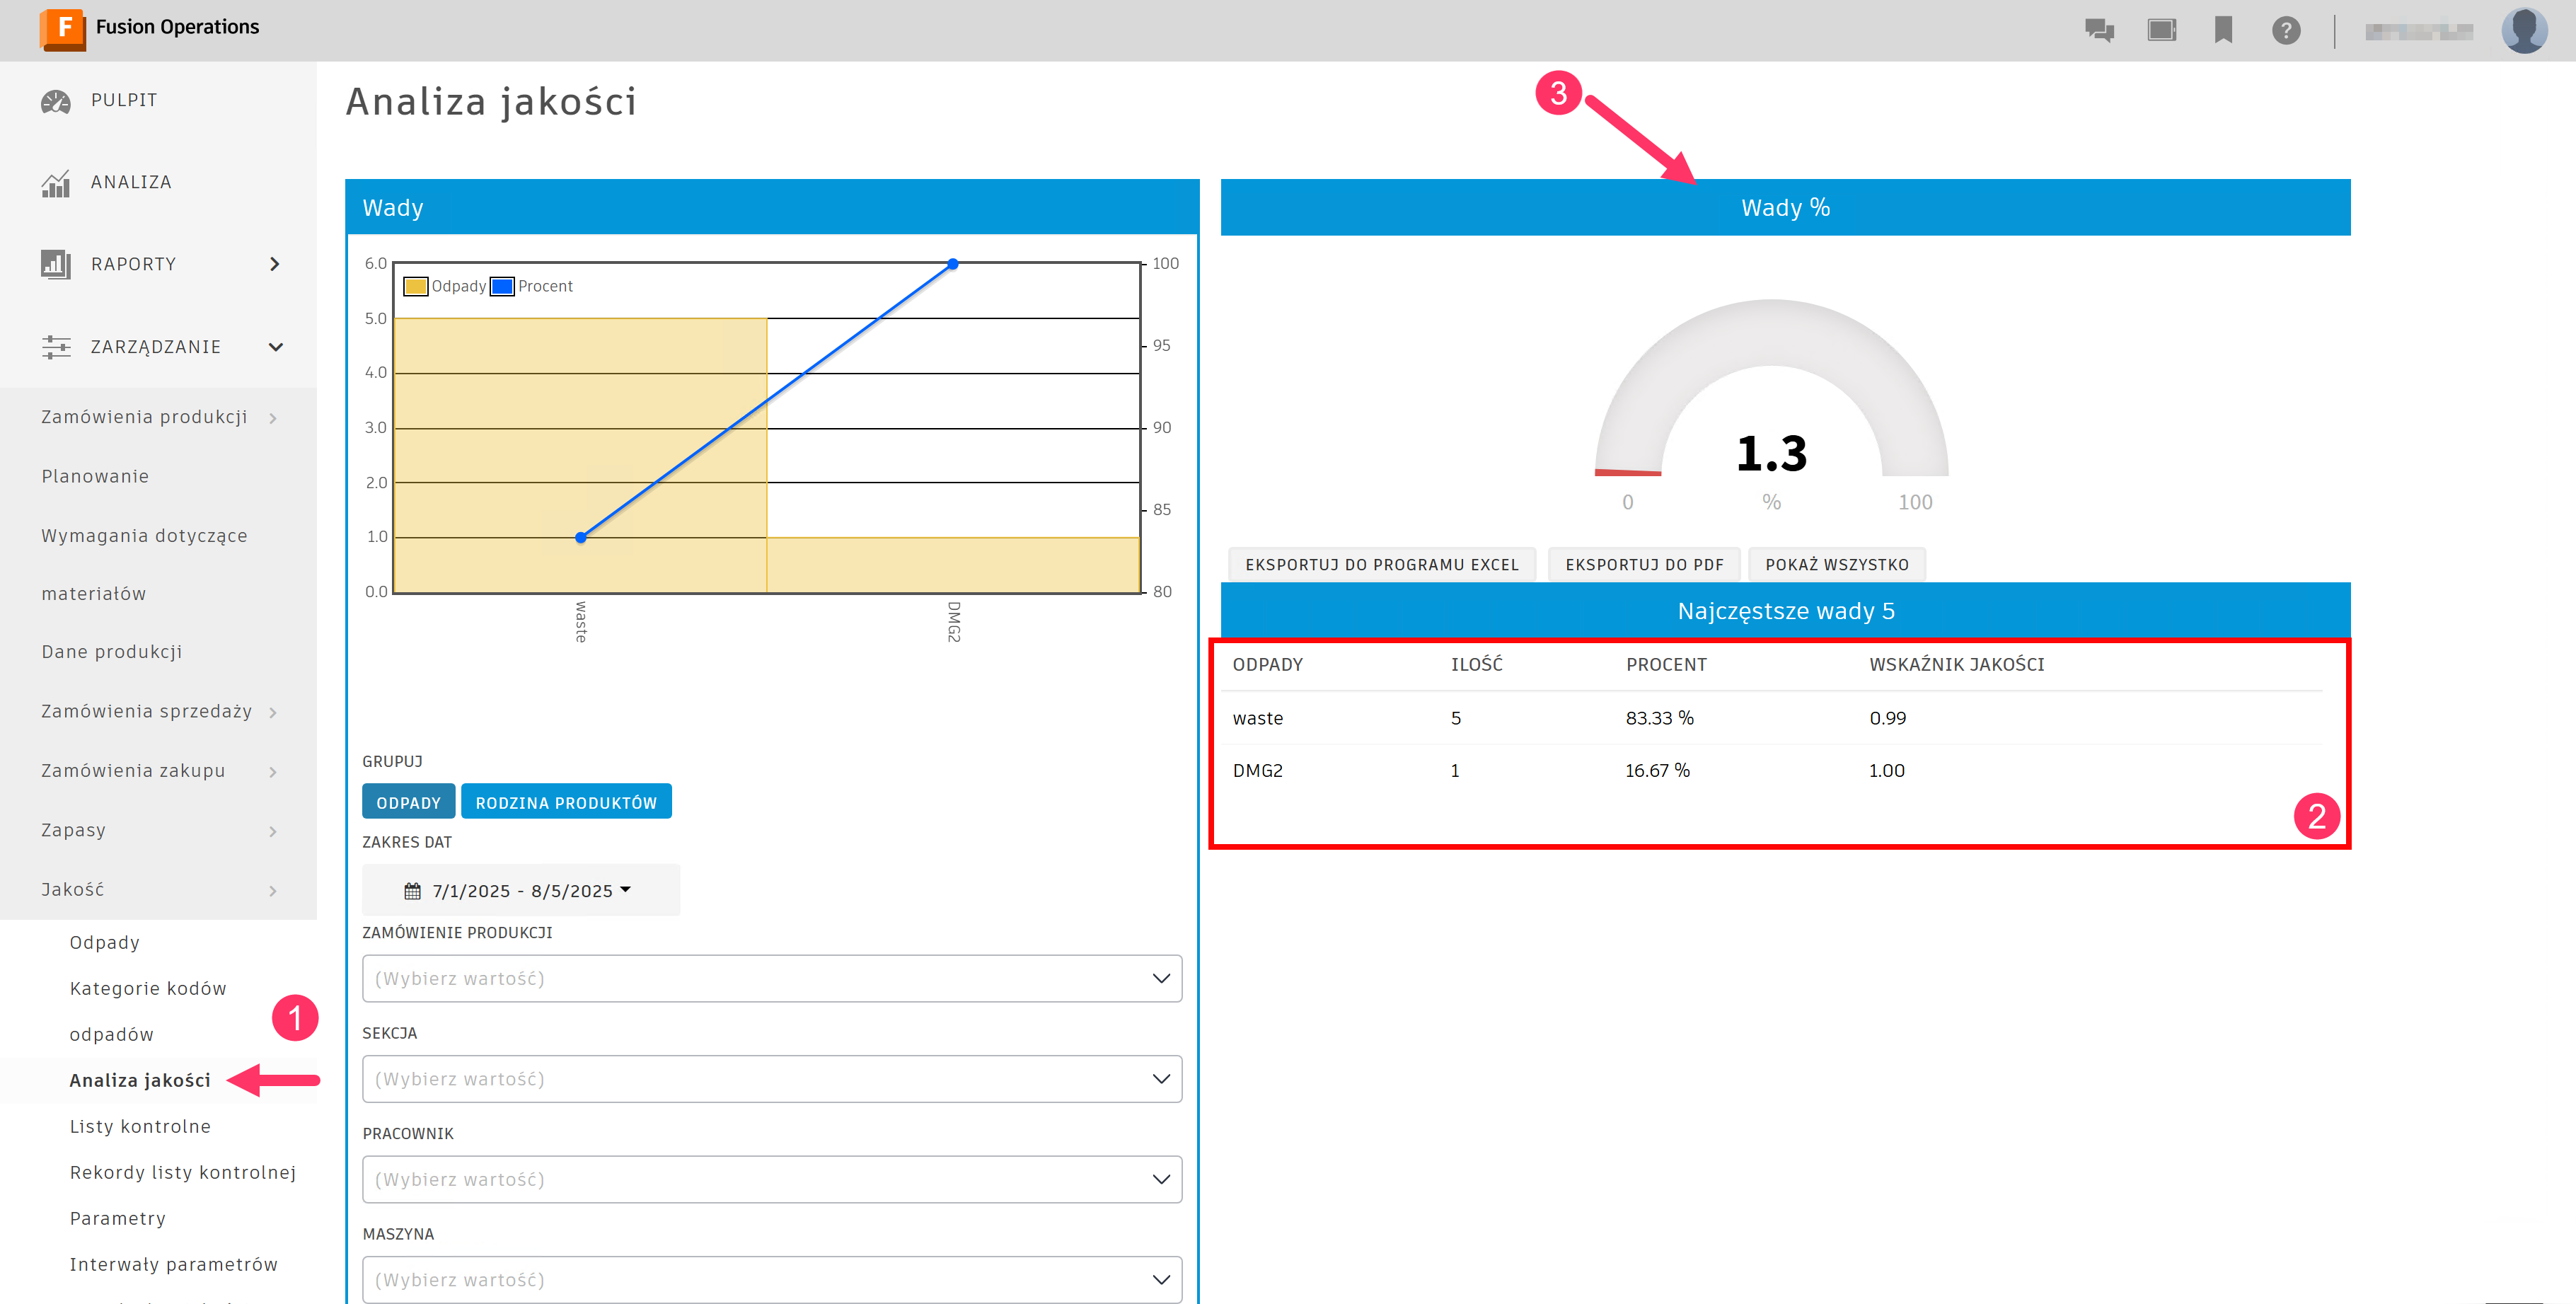 F Fusion Operations
?
PULPIT
ANALIZA
RAPORTY
ZARZĄDZANIE
Zamówienia produkcji
Planowanie
Wymagania dotyczące
materiałów
Dane produkcji
Zamówienia sprzedaży
Zamówienia zakupu
Zapasy
Jakość
Odpady
Kategorie kodów
odpadów
1
Analiza jakości
Listy kontrolne
Rekordy listy kontrolnej
Parametry
Interwały parametrów
Analiza jakości
Wady
6.0
5.0
4.0
3.0
2.0
1.0
0.0
Odpady Procent
100
95
90
85
80
waste
DMG2
GRUPUJ
ODPADY RODZINA PRODUKTÓW
ZAKRES DAT
7/1/2025 - 8/5/2025
ZAMÓWIENIE PRODUKCJI
(Wybierz wartość)
SEKCJA
(Wybierz wartość)
PRACOWNIK
(Wybierz wartość)
MASZYNA
(Wybierz wartość)
3
Wady %
1.3
0 % 100
EKSPORTUJ DO PROGRAMU EXCEL EKSPORTUJ DO PDF POKAŻ WSZYSTKO
Najczęstsze wady 5
ODPADY ILOŚĆ PROCENT WSKAŹNIK JAKOŚCI
waste 5 83.33 % 0.99
DMG2 1 16.67 % 1.00
2